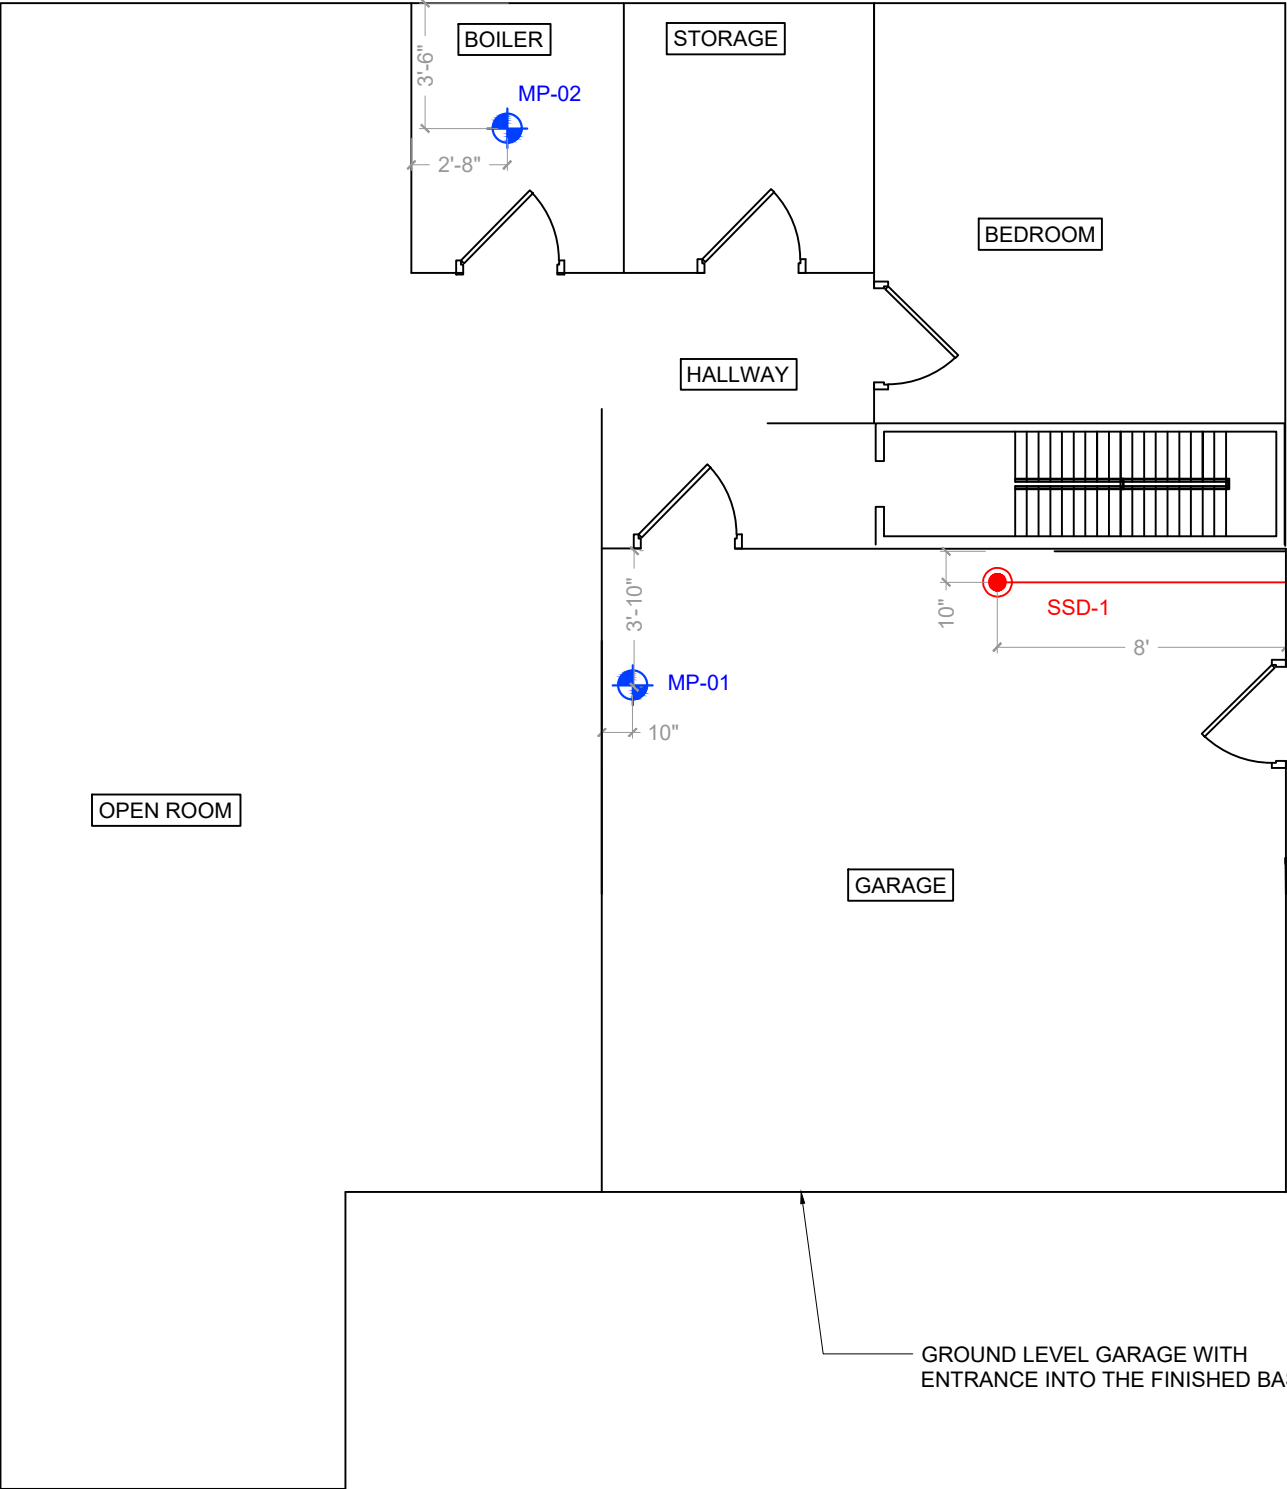 BOILER
STORAGE
3'-6"
MP-02
2'-8"
BEDROOM
HALLWAY
3'-10"
10"
SSD-1
8'
MP-01
10"
OPEN ROOM
GARAGE
GROUND LEVEL GARAGE WITH
ENTRANCE INTO THE FINISHED